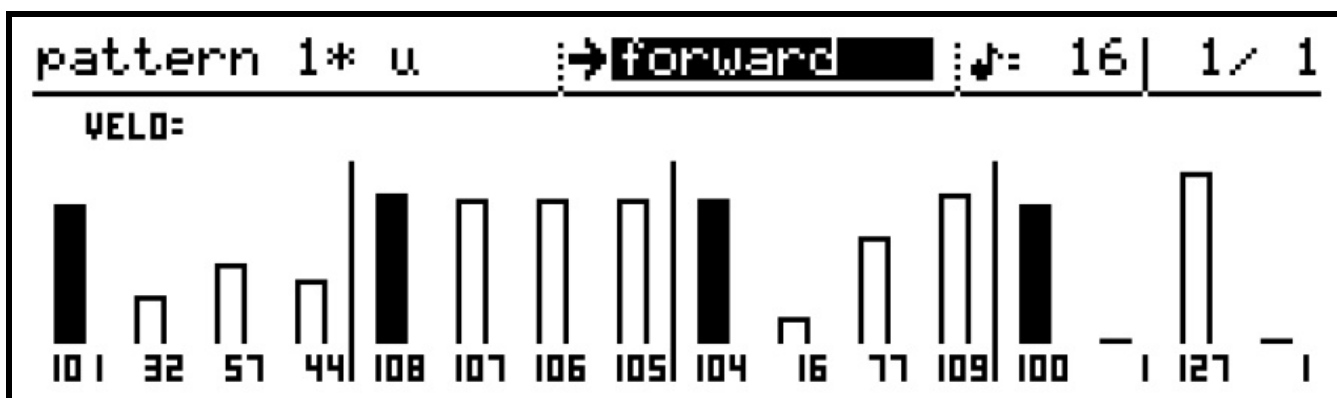 pattern 1* u →forward ♪= 16 1/ 1
VELO=
101 32 57 44 108 107 106 105 104 16 77 109 100 1 127 1